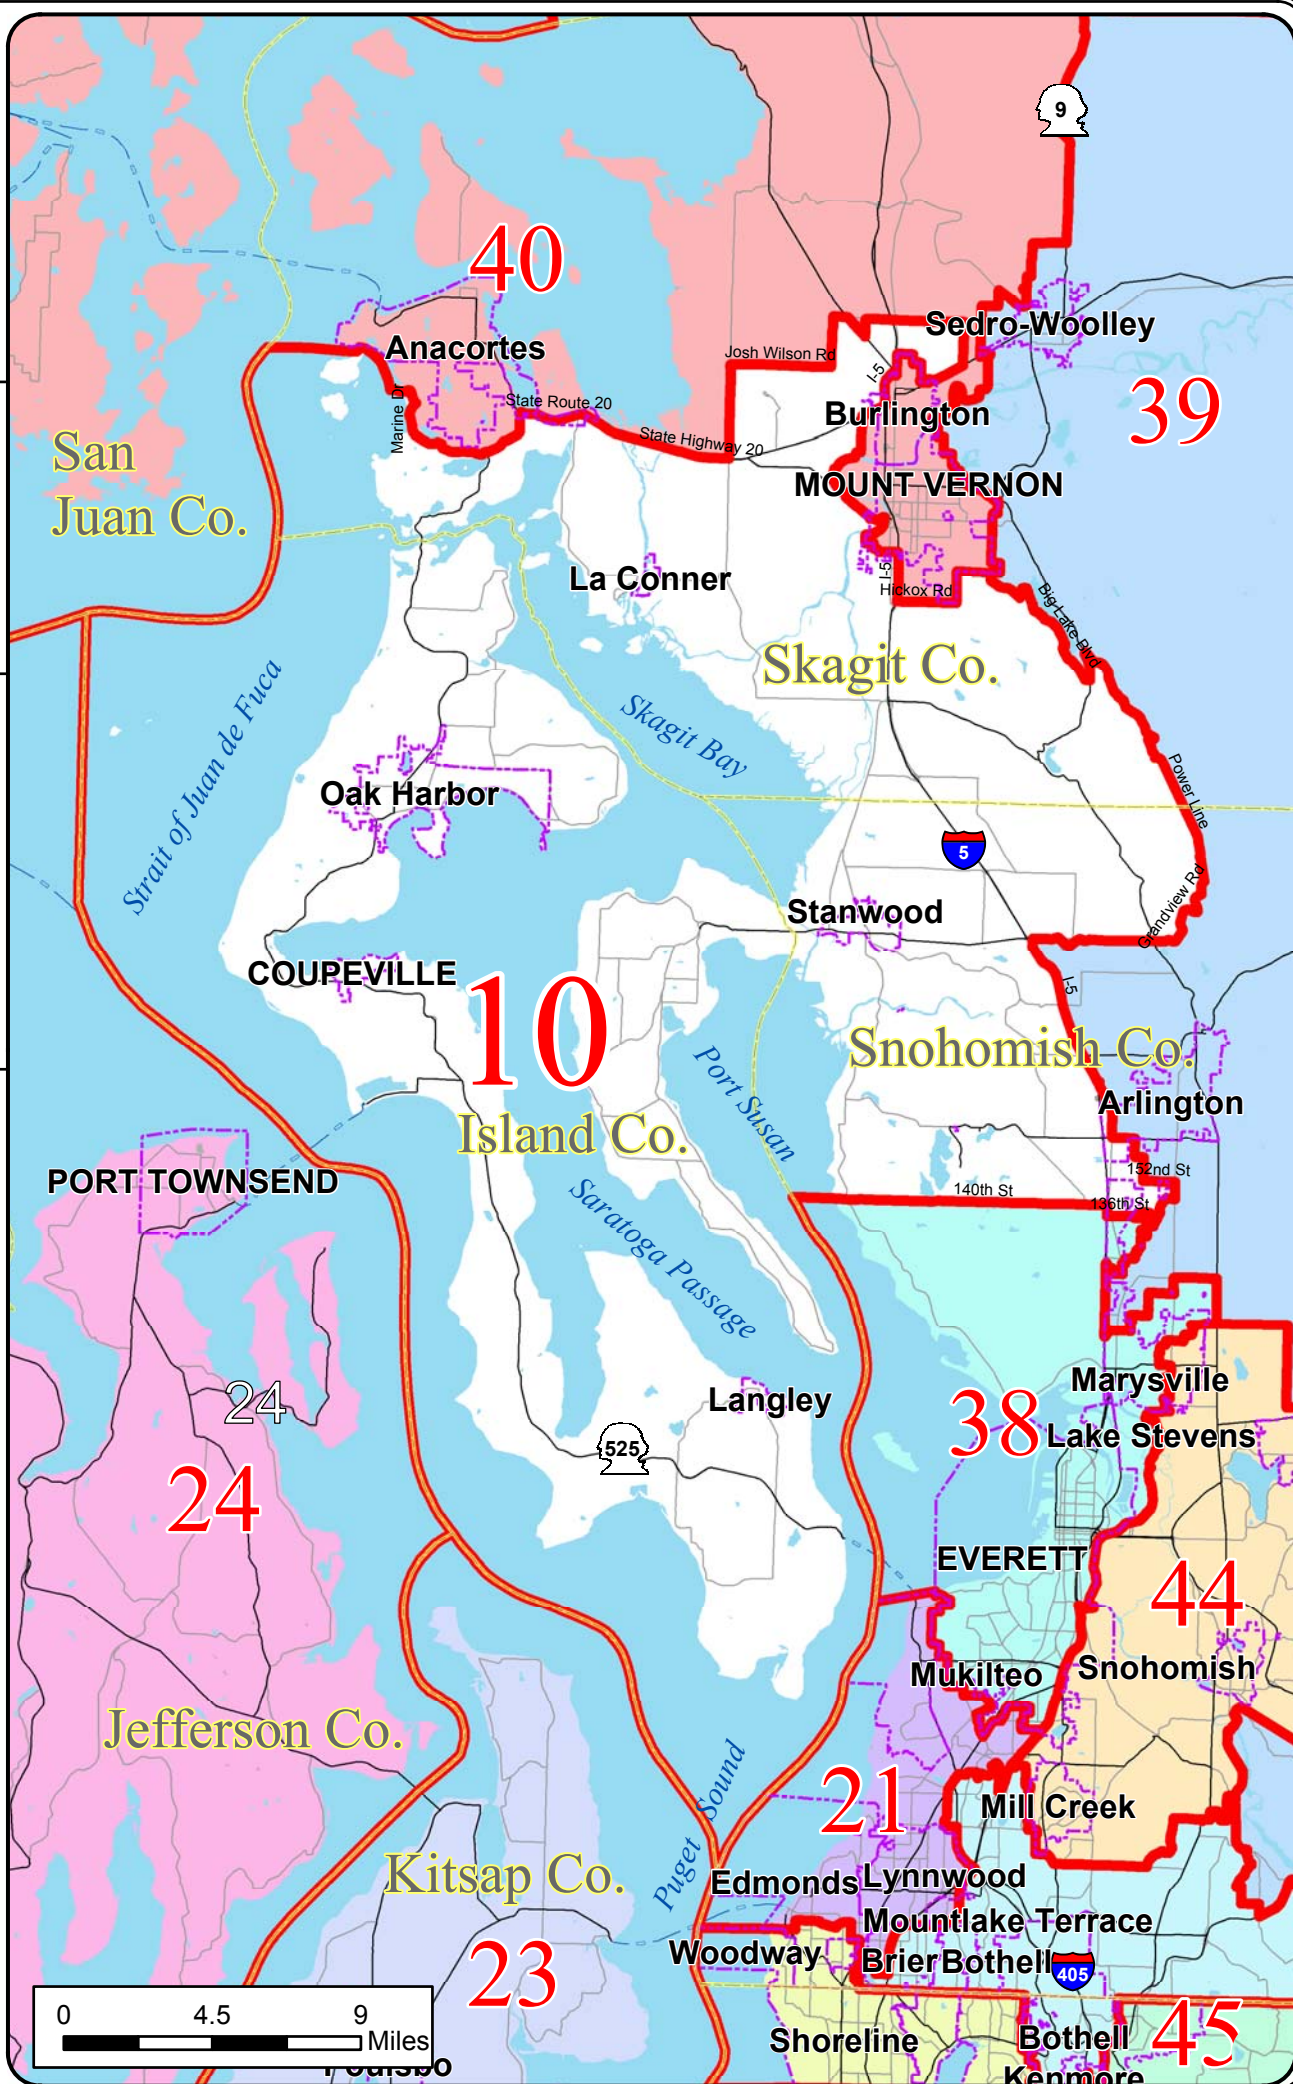 9
40
Sedro-Woolley
Anacortes
Josh Wilson Rd
I-5
39
Marine Dr
State Route 20
Burlington
State Highway 20
San
Juan Co.
MOUNT VERNON
La Conner
I-5
Hickox Rd
Big Lake Blvd
Skagit Co.
Strait of Juan de Fuca
Skagit Bay
Power Line
Oak Harbor
5
Grandview Rd
Stanwood
COUPEVILLE
10
I-5
Port Susan
Snohomish Co.
Arlington
Island Co.
PORT TOWNSEND
152nd St
140th St
136th St
Saratoga Passage
Marysville
24
Langley
38
Lake Stevens
525
24
EVERETT
44
Mukilteo
Snohomish
Jefferson Co.
21
Mill Creek
Puget Sound
Kitsap Co.
Edmonds
Lynnwood
Mountlake Terrace
Woodway
Brier
Bothell
405
23
0 4.5 9
Miles
45
Shoreline
Bothell
Poulsbo
Kenmore